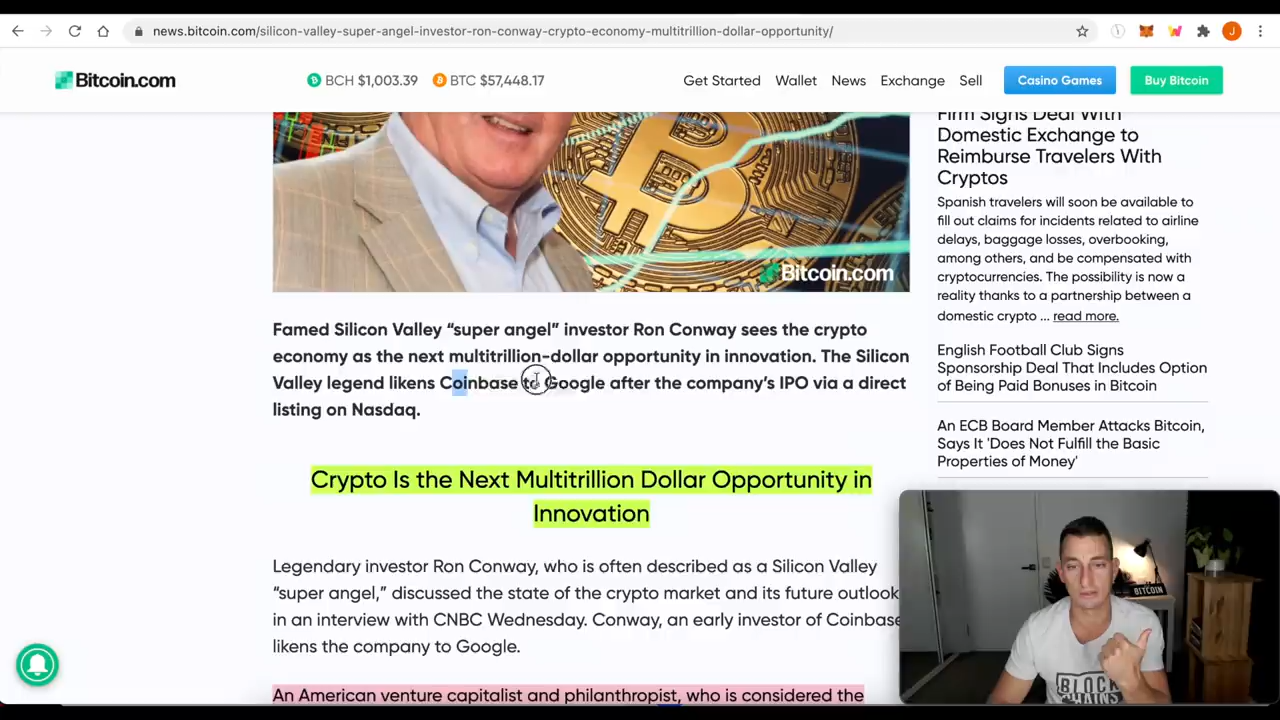 news.bitcoin.com/silicon-valley-super-angel-investor-ron-conway-crypto-economy-multitrillion-dollar-opportunity/
J
Bitcoin.com
BCH $1,003.39
BTC $57,448.17
Get Started
Wallet
News
Exchange
Sell
Casino Games
Buy Bitcoin
Bitcoin.com
Famed Silicon Valley “super angel” investor Ron Conway sees the crypto
economy as the next multitrillion-dollar opportunity in innovation. The Silicon
Valley legend likens Coinbase to Google after the company’s IPO via a direct
listing on Nasdaq.
Crypto Is the Next Multitrillion Dollar Opportunity in
Innovation
Legendary investor Ron Conway, who is often described as a Silicon Valley
“super angel,” discussed the state of the crypto market and its future outlook
in an interview with CNBC Wednesday. Conway, an early investor of Coinbase
likens the company to Google.
An American venture capitalist and philanthropist, who is considered the
Firm Signs Deal With
Domestic Exchange to
Reimburse Travelers With
Cryptos
Spanish travelers will soon be available to
fill out claims for incidents related to airline
delays, baggage losses, overbooking,
among others, and be compensated with
cryptocurrencies. The possibility is now a
reality thanks to a partnership between a
domestic crypto ... read more.
English Football Club Signs
Sponsorship Deal That Includes Option
of Being Paid Bonuses in Bitcoin
An ECB Board Member Attacks Bitcoin,
Says It 'Does Not Fulfill the Basic
Properties of Money'
BITCOIN
BLOCK
CHAINS